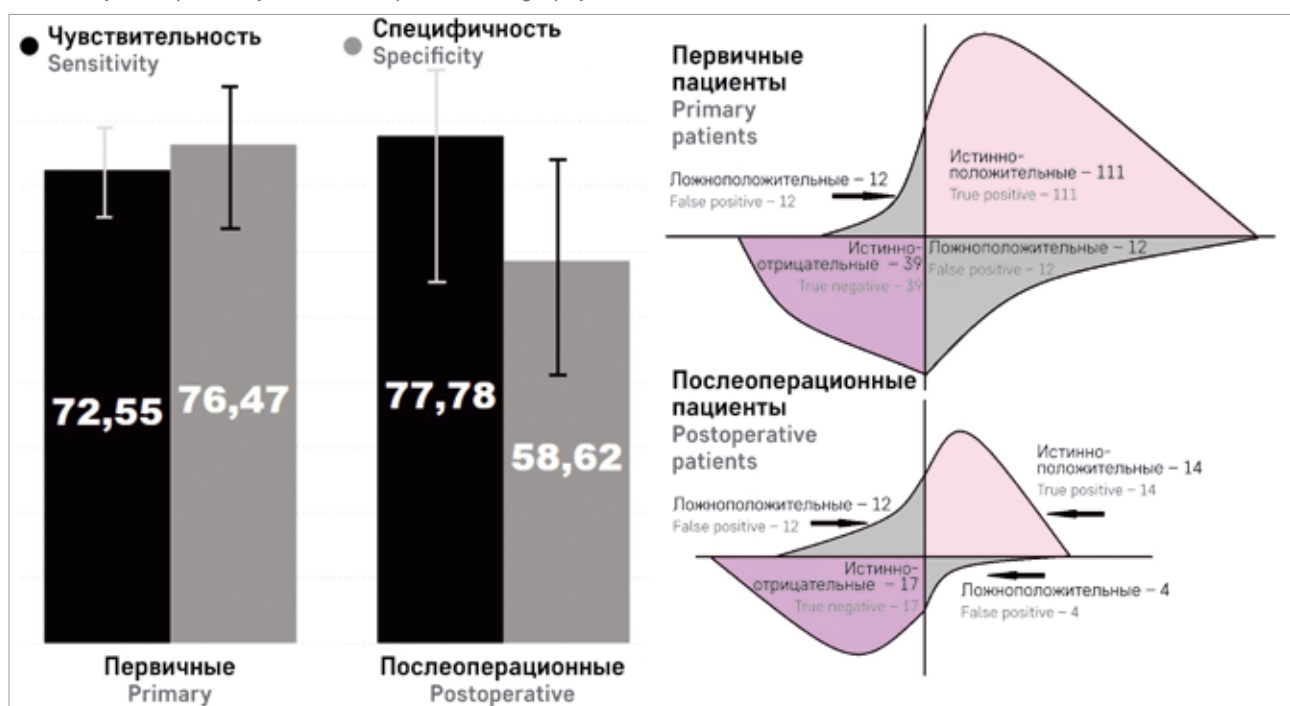 Чувствительность
Sensitivity
Специфичность
Specificity
72,55
76,47
77,78
58,62
Первичные
Primary
Послеоперационные
Postoperative
Первичные
пациенты
Primary
patients
Ложноположительные – 12
False positive – 12
Истинно-
положительные – 111
True positive – 111
Истинно-
отрицательные – 39
True negative – 39
Ложноположительные – 12
False positive – 12
Послеоперационные
пациенты
Postoperative
patients
Ложноположительные – 12
False positive – 12
Истинно-
положительные – 14
True positive – 14
Истинно-
отрицательные – 17
True negative – 17
Ложноположительные – 4
False positive – 4